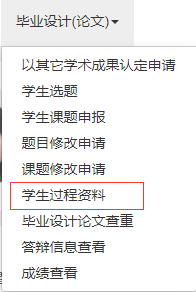 毕业设计(论文)
以其它学术成果认定申请
学生选题
学生课题申报
题目修改申请
课题修改申请
学生过程资料
毕业设计论文查重
答辩信息查看
成绩查看